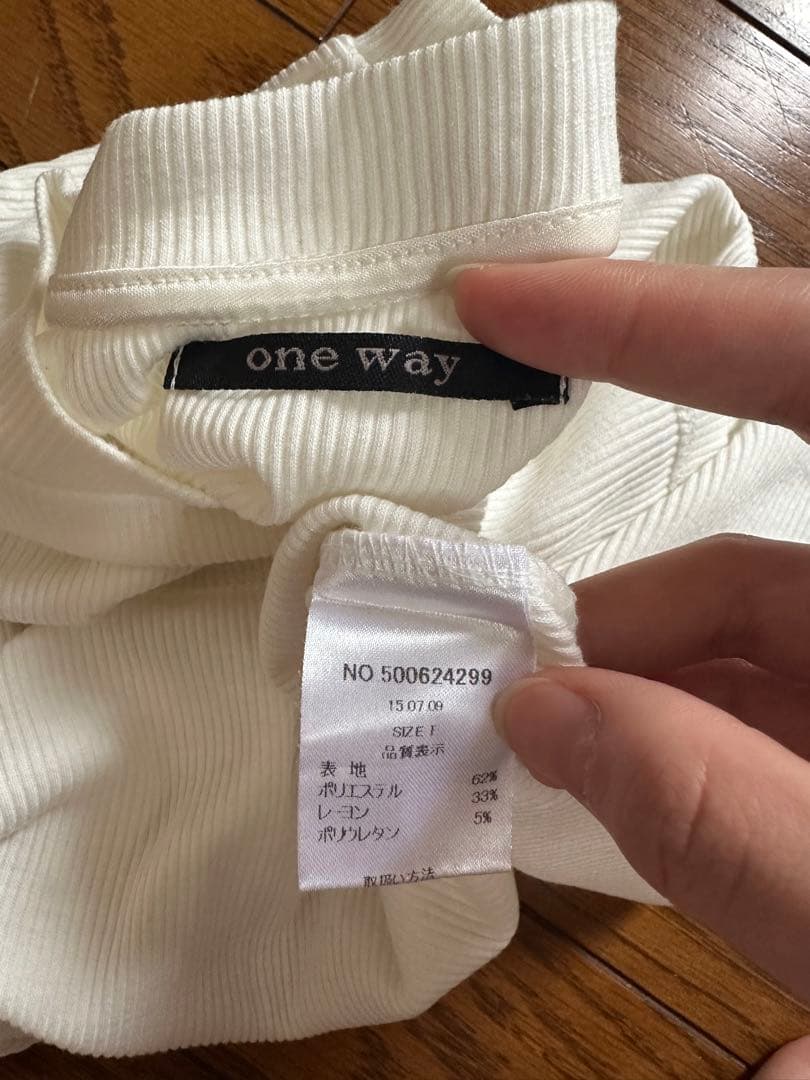 one way
NO 500624299
15.07.09
SIZE F
品質表示
表 地
62%
ポリエステル
33%
レーヨン
5%
ポリウレタン
取扱い方法